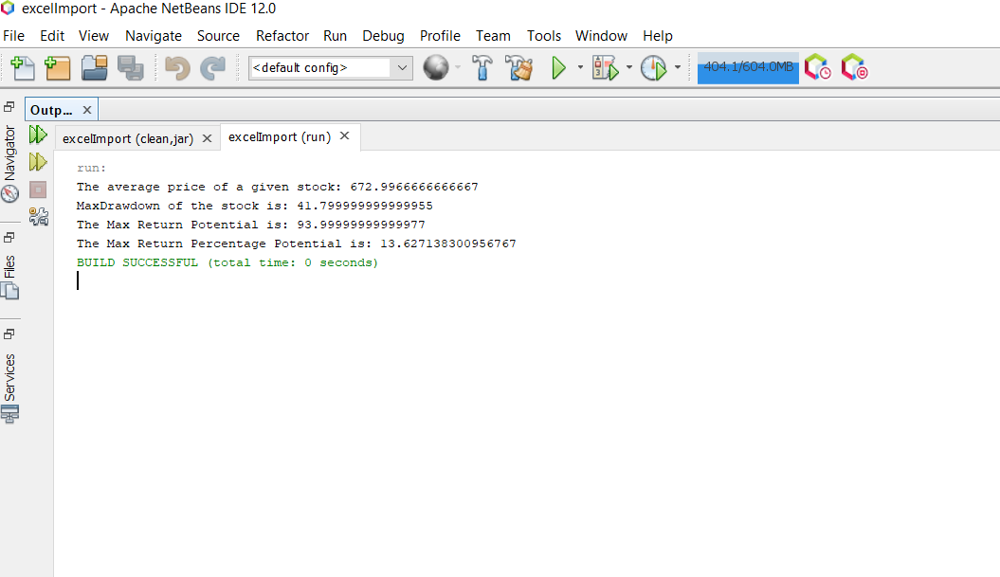 excelImport - Apache NetBeans IDE 12.0
File Edit View Navigate Source Refactor Run Debug Profile Team Tools Window Help
<default config>
404.1/604.0MB
Outp...
excelImport (clean,jar)
excelImport (run)
Navigator
Files
Services
run:
The average price of a given stock: 672.9966666666667
MaxDrawdown of the stock is: 41.799999999999955
The Max Return Potential is: 93.99999999999977
The Max Return Percentage Potential is: 13.627138300956767
BUILD SUCCESSFUL (total time: 0 seconds)